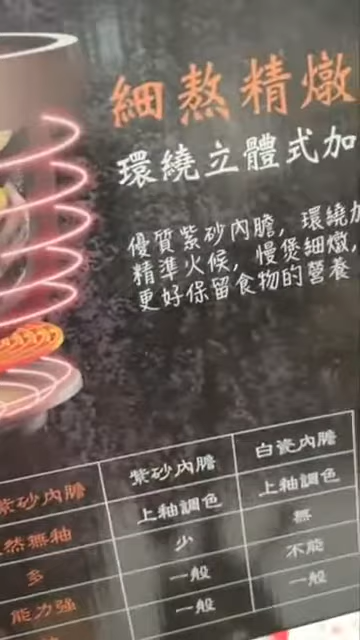 細熬精燉
環繞立體式加
優質紫砂內膽，環繞加
精準火候，慢煲細燉，
更好保留食物的營養
紫砂內膽 紫砂內膽 白瓷內膽
然無釉 上釉調色 上釉調色
多 少 無
能力強 一般 不能
一般 一般